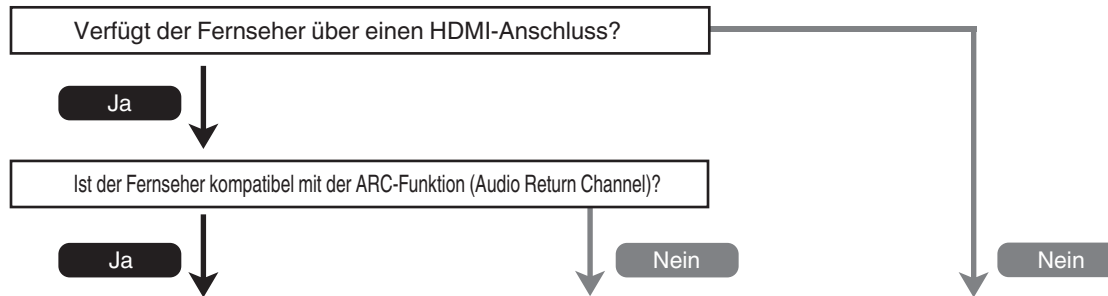 Verfügt der Fernseher über einen HDMI-Anschluss?
Ja
Ist der Fernseher kompatibel mit der ARC-Funktion (Audio Return Channel)?
Ja
Nein
Nein